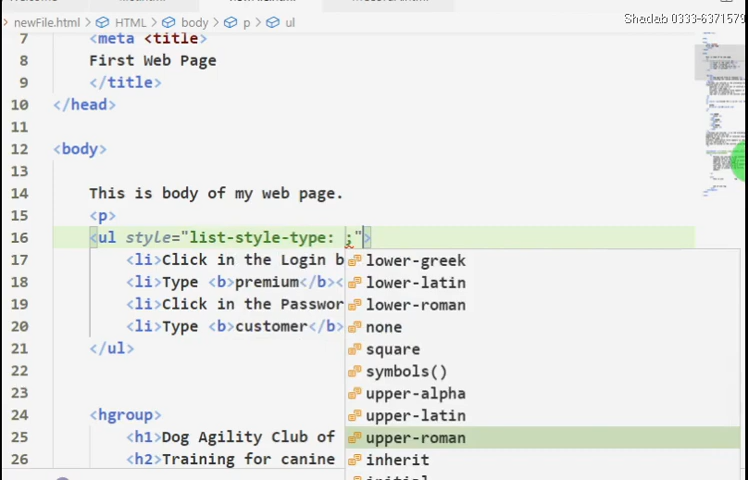 newFile.html > HTML > body > p > ul
Shadab 0333-6371579
7 <meta <title>
8 First Web Page
9 </title>
10 </head>
11
12 <body>
13
14 This is body of my web page.
15 <p>
16 <ul style="list-style-type: ;">
17 <li>Click in the Login b
18 <li>Type <b>premium</b><
19 <li>Click in the Passwor
20 <li>Type <b>customer</b>
21 </ul>
22
23
24 <hgroup>
25 <h1>Dog Agility Club of
26 <h2>Training for canine
lower-greek
lower-latin
lower-roman
none
square
symbols()
upper-alpha
upper-latin
upper-roman
inherit